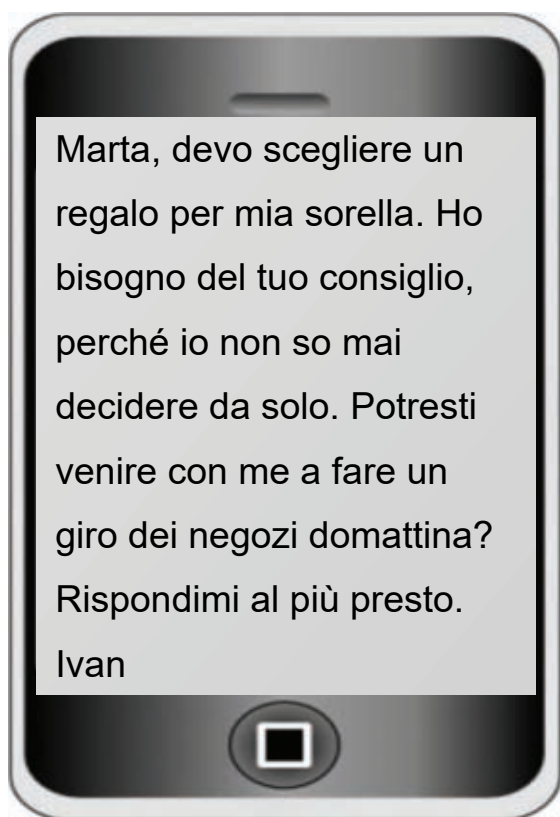 Marta, devo scegliere un
regalo per mia sorella. Ho
bisogno del tuo consiglio,
perché io non so mai
decidere da solo. Potresti
venire con me a fare un
giro dei negozi domattina?
Rispondimi al più presto.
Ivan